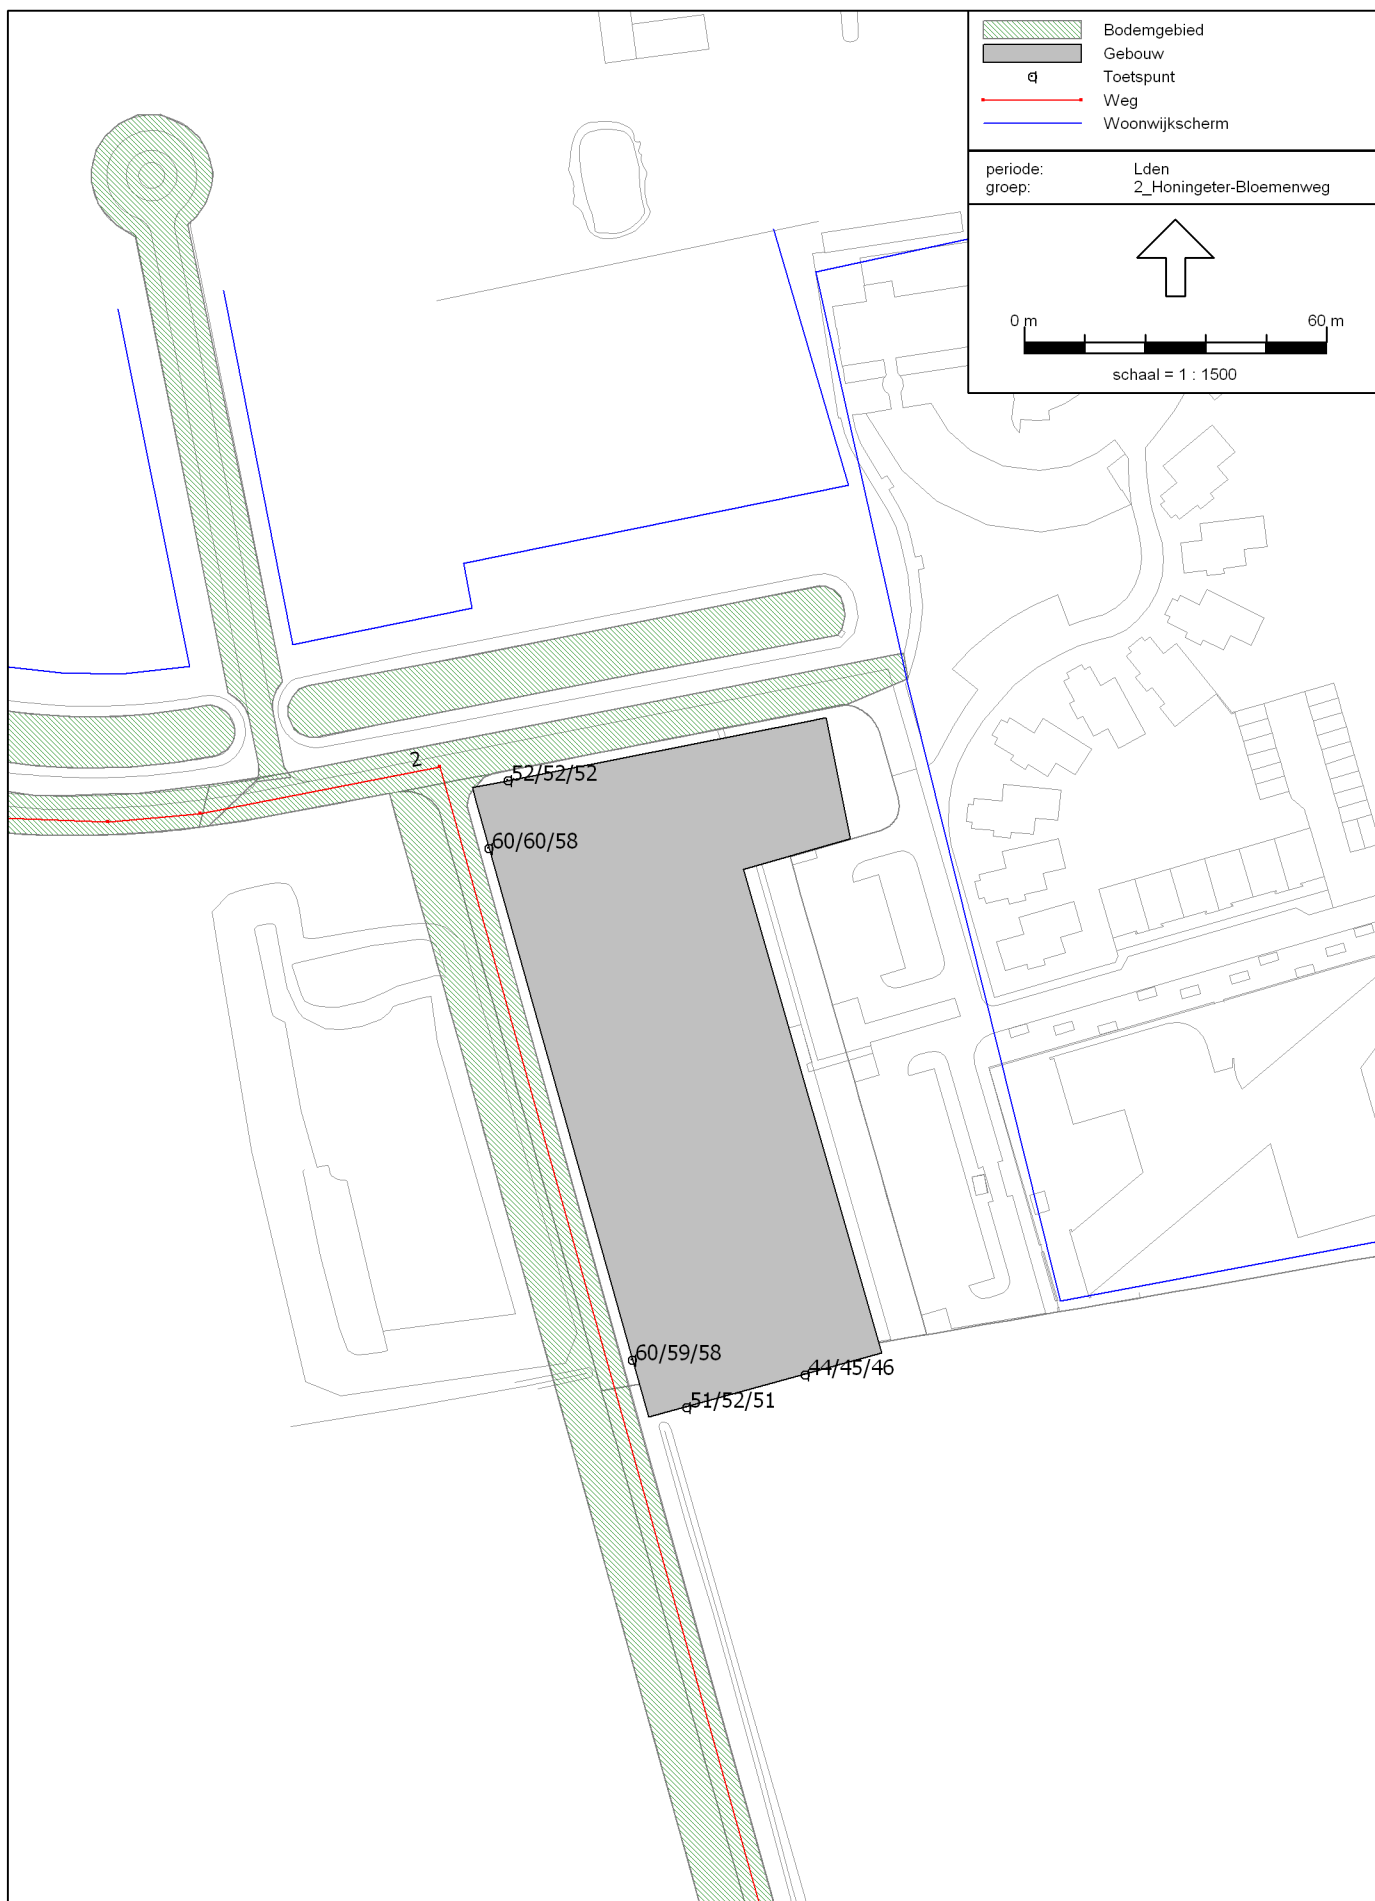 Bodemgebied
Gebouw
Toetspunt
Weg
Woonwijkscherm
periode: Lden
groep: 2_Honingeter-Bloemenweg
0 m 60 m
schaal = 1 : 1500
2
52/52/52
60/60/58
60/59/58
44/45/46
51/52/51